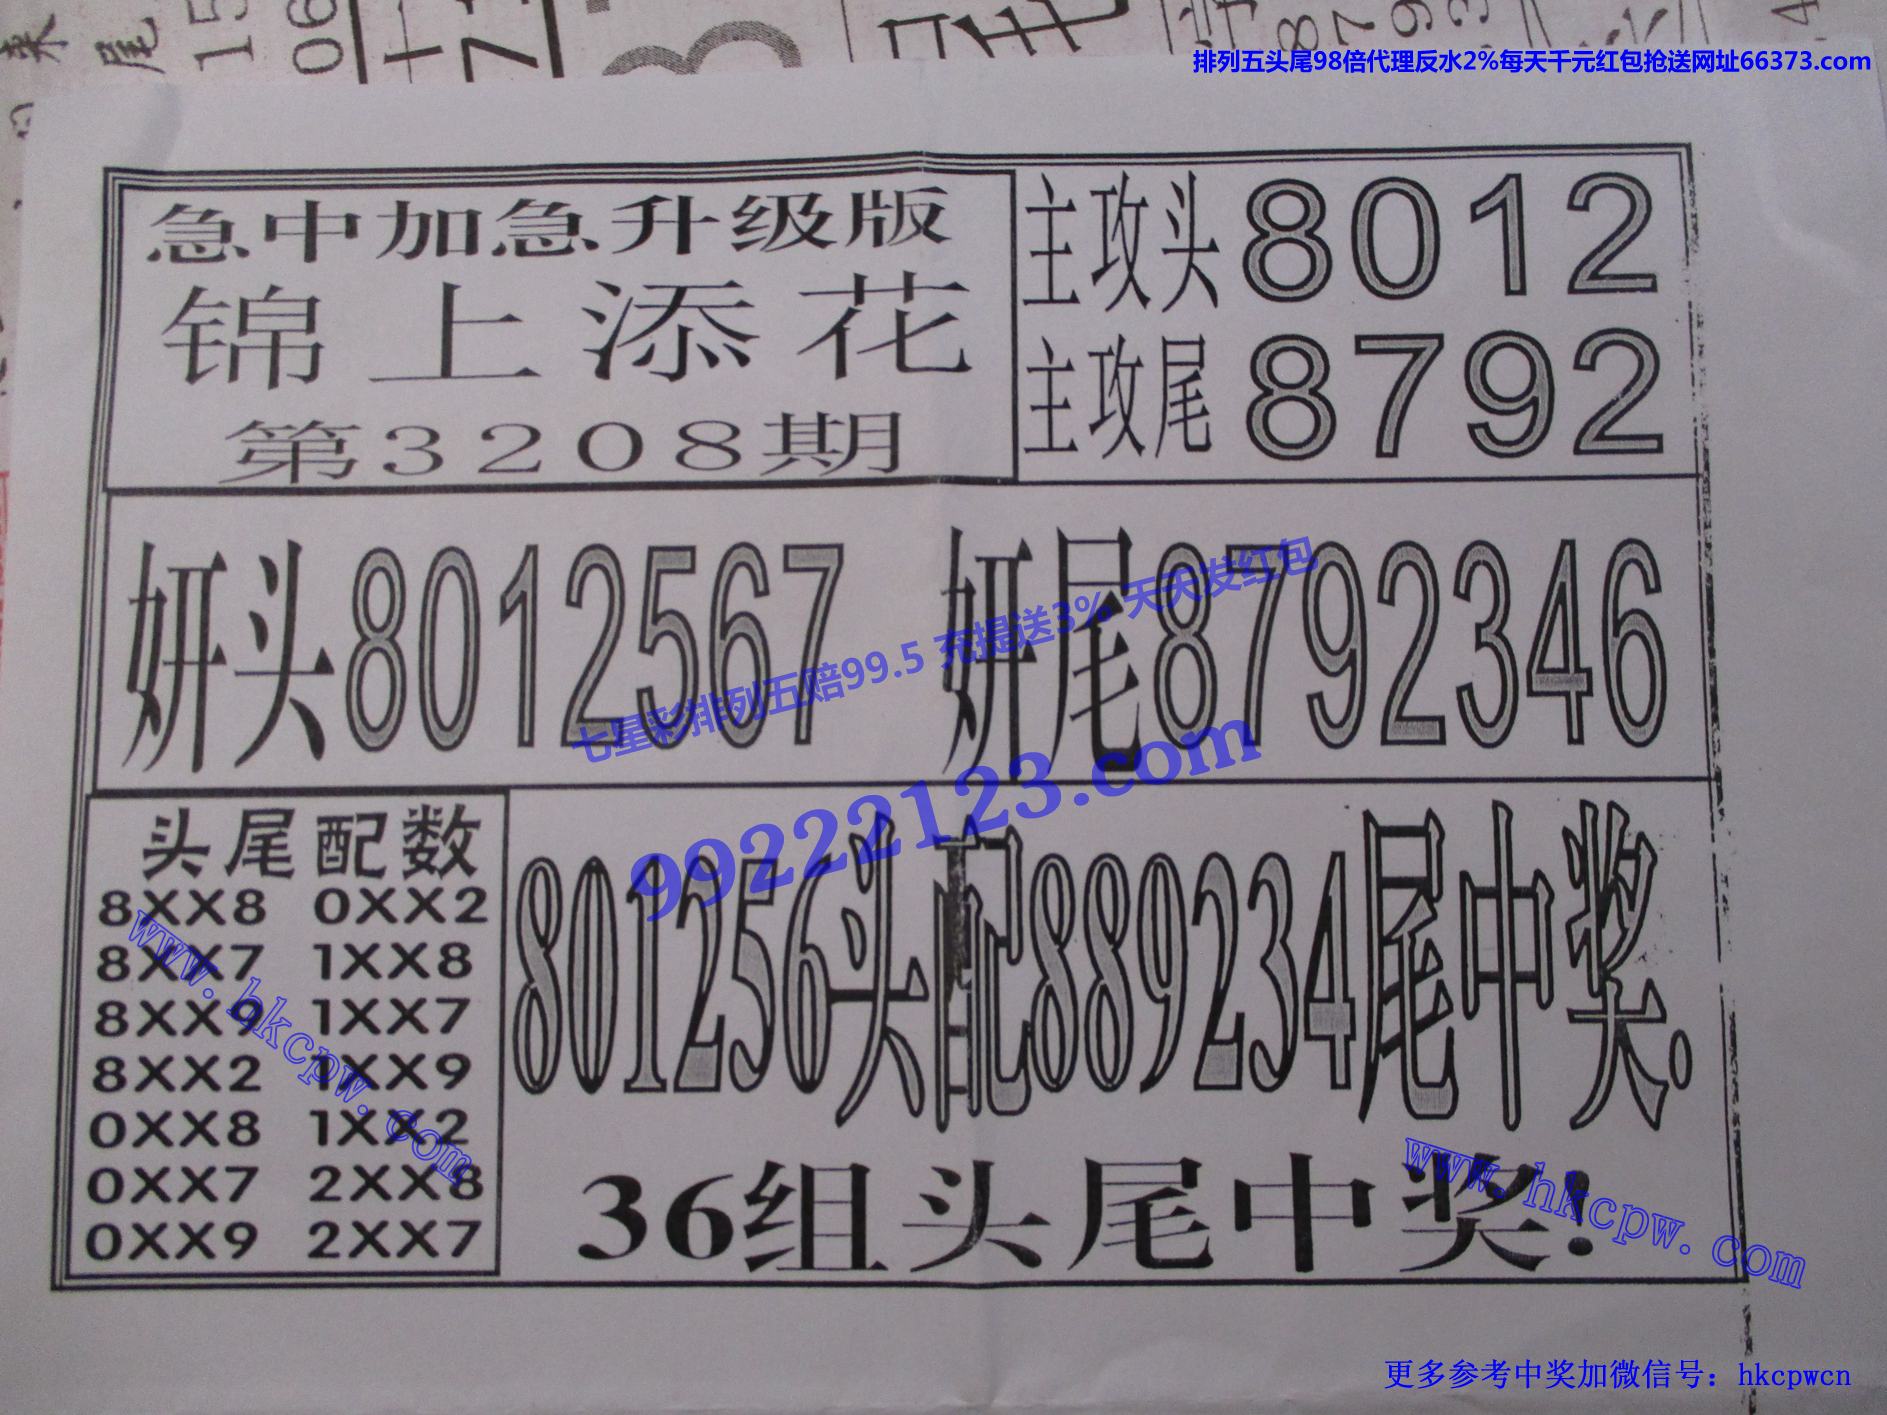 排列五头尾98倍代理反水2%每天千元红包抢送网址66373.com
急中加急升级版
锦上添花
第3208期
主攻头8012
主攻尾8792
妍头8012567 妍尾8792346
七星彩排列五赔99.5 充提送3% 天天发红包
99222123.com
头尾配数
8XX8 0XX2
8XX7 1XX8
8XX9 1XX7
8XX2 1XX9
0XX8 1XX2
0XX7 2XX8
0XX9 2XX7
www.hkcpw.com
801256头配889234尾中奖.
36组头尾中奖!
www.hkcpw.com
更多参考中奖加微信号：hkcpwcn